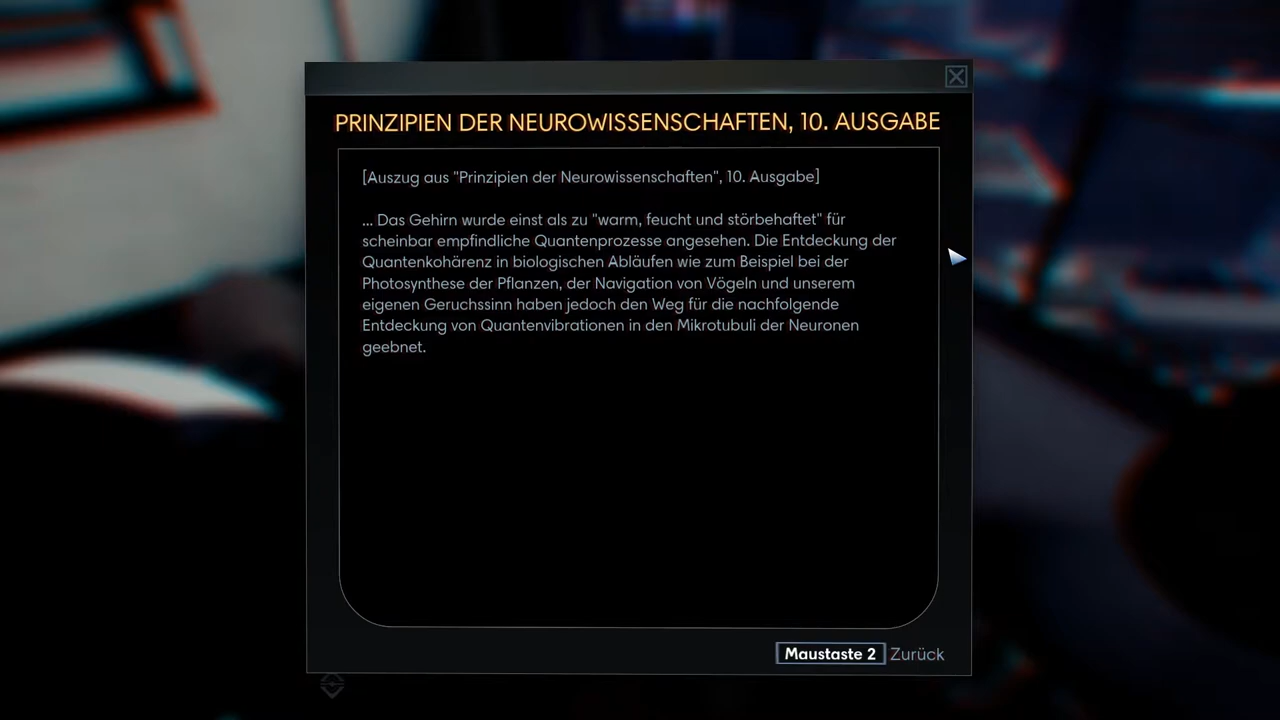 PRINZIPIEN DER NEUROWISSENSCHAFTEN, 10. AUSGABE
[Auszug aus "Prinzipien der Neurowissenschaften", 10. Ausgabe]
... Das Gehirn wurde einst als zu "warm, feucht und störbehaftet" für
scheinbar empfindliche Quantenprozesse angesehen. Die Entdeckung der
Quantenkohärenz in biologischen Abläufen wie zum Beispiel bei der
Photosynthese der Pflanzen, der Navigation von Vögeln und unserem
eigenen Geruchssinn haben jedoch den Weg für die nachfolgende
Entdeckung von Quantenvibrationen in den Mikrotubuli der Neuronen
geebnet.
Maustaste 2 Zurück